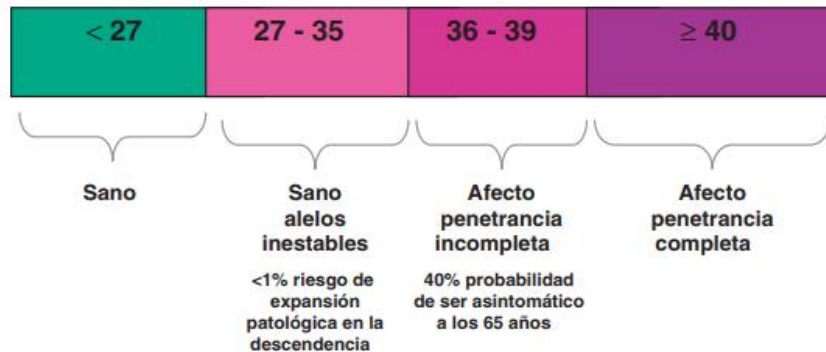 < 27
27 - 35
36 - 39
≥ 40
Sano
Sano
alelos
inestables
<1% riesgo de
expansión
patológica en la
descendencia
Afecto
penetrancia
incompleta
40% probabilidad
de ser asintomático
a los 65 años
Afecto
penetrancia
completa